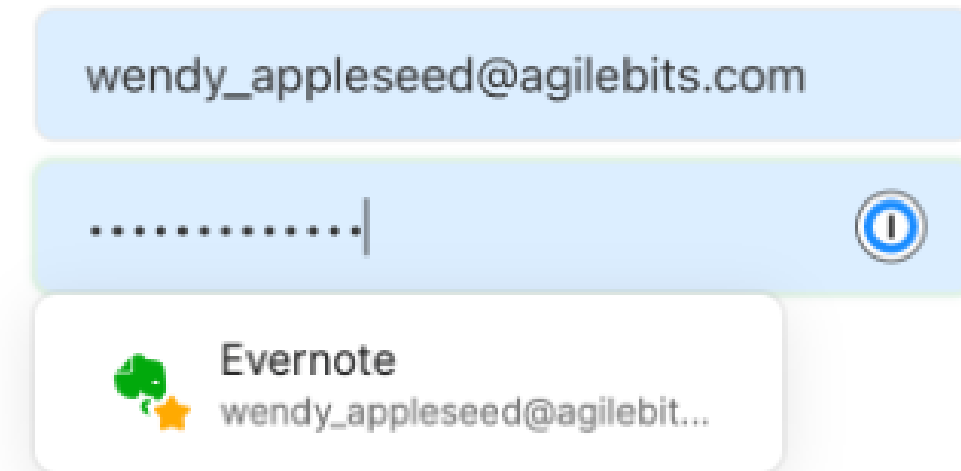 wendy_appleseed@agilebits.com
•••••••••••••
Evernote
wendy_appleseed@agilebit...